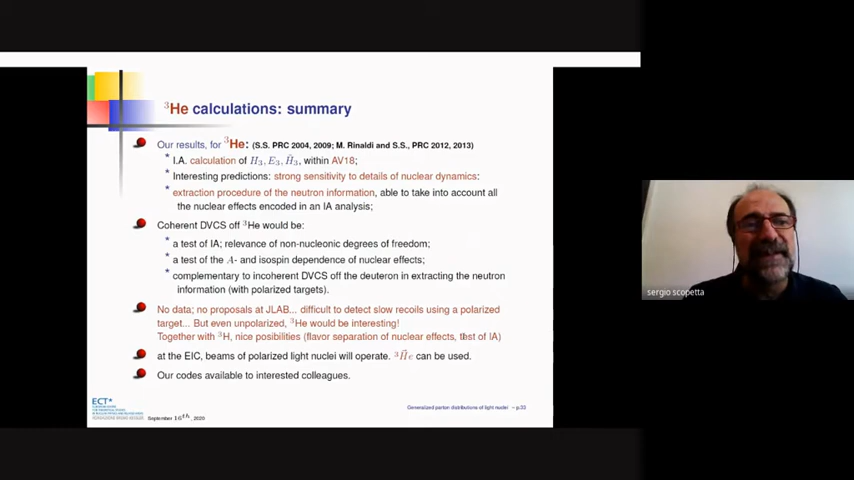 ³He calculations: summary
Our results, for ³He: (S.S. PRC 2004, 2009; M. Rinaldi and S.S., PRC 2012, 2013)
* I.A. calculation of H₃, E₃, H̃₃, within AV18;
* Interesting predictions: strong sensitivity to details of nuclear dynamics:
* extraction procedure of the neutron information, able to take into account all
the nuclear effects encoded in an IA analysis;
Coherent DVCS off ³He would be:
* a test of IA; relevance of non-nucleonic degrees of freedom;
* a test of the A- and isospin dependence of nuclear effects;
* complementary to incoherent DVCS off the deuteron in extracting the neutron
information (with polarized targets).
No data; no proposals at JLAB... difficult to detect slow recoils using a polarized
target... But even unpolarized, ³He would be interesting!
Together with ³H, nice posibilities (flavor separation of nuclear effects, test of IA)
at the EIC, beams of polarized light nuclei will operate. ³H⃗e can be used.
Our codes available to interested colleagues.
ECT*
September 16th, 2020
Generalized parton distributions of light nuclei – p.33
sergio scopetta